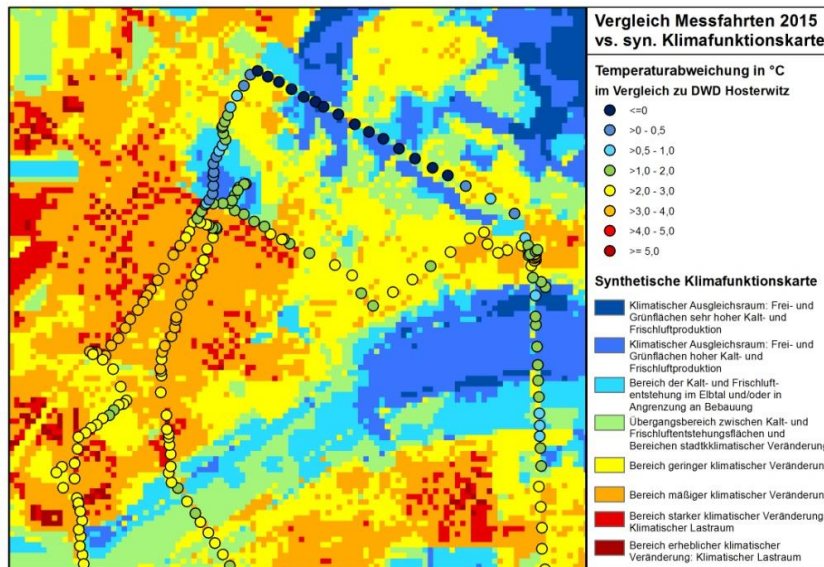 Vergleich Messfahrten 2015
vs. syn. Klimafunktionskarte
Temperaturabweichung in °C
im Vergleich zu DWD Hosterwitz
<=0
>0 - 0,5
>0,5 - 1,0
>1,0 - 2,0
>2,0 - 3,0
>3,0 - 4,0
>4,0 - 5,0
>= 5,0
Synthetische Klimafunktionskarte
Klimatischer Ausgleichsraum: Frei- und
Grünflächen sehr hoher Kalt- und
Frischluftproduktion
Klimatischer Ausgleichsraum: Frei- und
Grünflächen hoher Kalt- und
Frischluftproduktion
Bereich der Kalt- und Frischluft-
entstehung im Elbtal und/oder in
Angrenzung an Bebauung
Übergangsbereich zwischen Kalt- und
Frischluftentstehungsflächen und
Bereichen stadtklimatischer Veränderung
Bereich geringer klimatischer Veränderung
Bereich mäßiger klimatischer Veränderung
Bereich starker klimatischer Veränderung:
Klimatischer Lastraum
Bereich erheblicher klimatischer
Veränderung: Klimatischer Lastraum